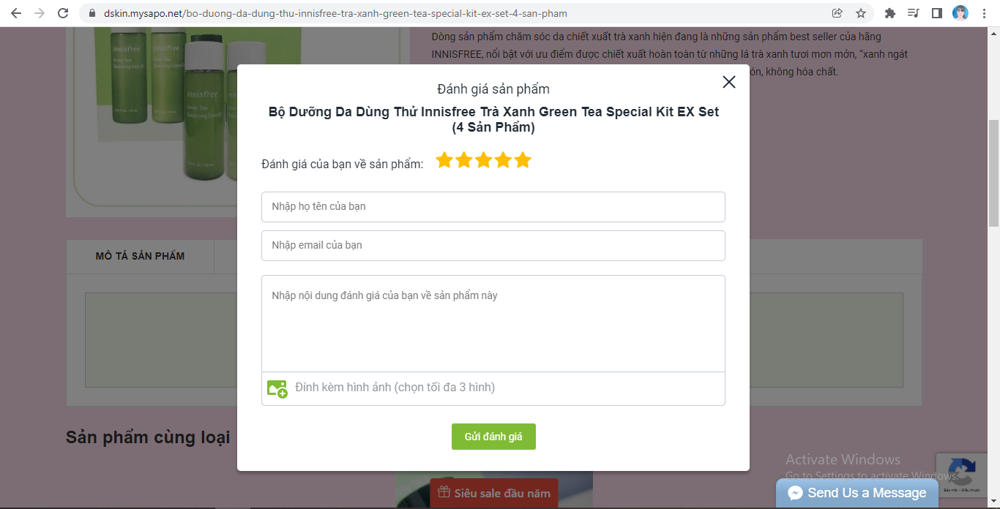 dskin.mysapo.net/bo-duong-da-dung-thu-innisfree-tra-xanh-green-tea-special-kit-ex-set-4-san-pham
Dòng sản phẩm chăm sóc da chiết xuất trà xanh hiện đang là những sản phẩm best seller của hãng
INNISFREE, nổi bật với ưu điểm được chiết xuất hoàn toàn từ những lá trà xanh tươi mơn mởn, “xanh ngát
không hóa chất.
innisfree
innisfree
innisfree
Green Tea
Balancing Skin EX
Đánh giá sản phẩm
Bộ Dưỡng Da Dùng Thử Innisfree Trà Xanh Green Tea Special Kit EX Set
(4 Sản Phẩm)
Đánh giá của bạn về sản phẩm:
Nhập họ tên của bạn
Nhập email của bạn
Nhập nội dung đánh giá của bạn về sản phẩm này
Đính kèm hình ảnh (chọn tối đa 3 hình)
Gửi đánh giá
MÔ TẢ SẢN PHẨM
Sản phẩm cùng loại
Siêu sale đầu năm
Activate Windows
Go to Settings to activate Windows.
Bảo mật - Điều khoản
Send Us a Message